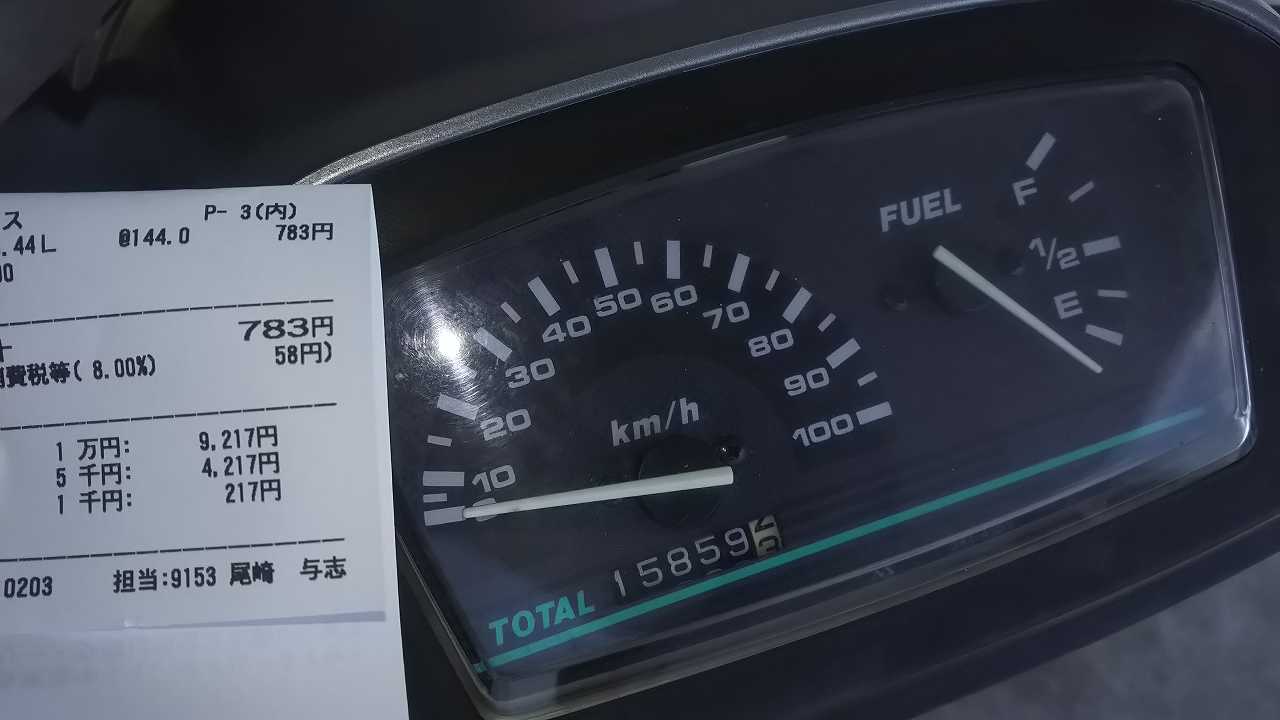 ス P- 3(内)
.44L @144.0 783円
00
783円
費税等( 8.00%) 58円)
1 万円: 9,217円
5 千円: 4,217円
1 千円: 217円
0203 担当:9153 尾崎 与志
FUEL
F
1/2
E
0
10
20
30
40
50
60
70
80
90
100
km/h
15859
TOTAL